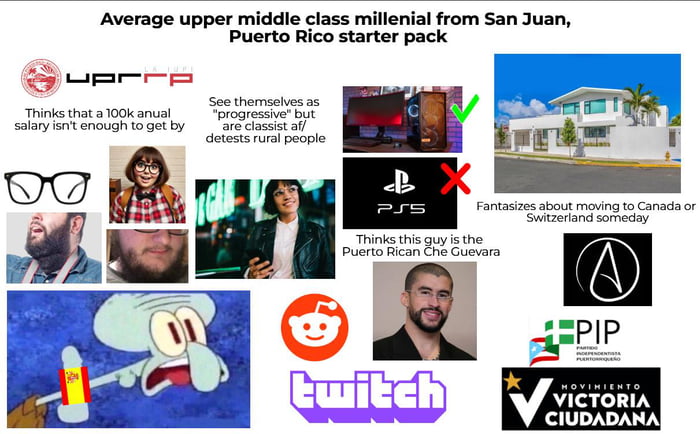 Average upper middle class millenial from San Juan,
Puerto Rico starter pack
LA IUPI
uprrp
Thinks that a 100k anual
salary isn't enough to get by
See themselves as
"progressive" but
are classist af/
detests rural people
PS5
Fantasizes about moving to Canada or
Switzerland someday
Thinks this guy is the
Puerto Rican Che Guevara
PIP
PARTIDO
INDEPENDENTISTA
PUERTORRIQUEÑO
twitch
MOVIMIENTO
VICTORIA
CIUDADANA